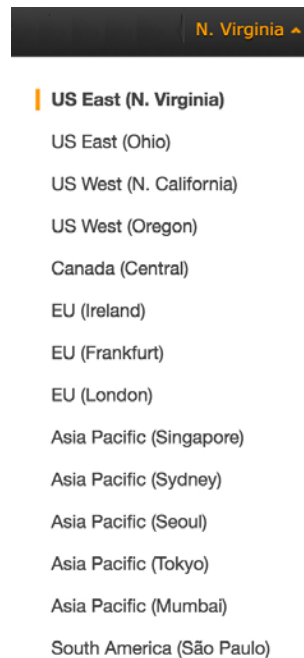 N. Virginia
US East (N. Virginia)
US East (Ohio)
US West (N. California)
US West (Oregon)
Canada (Central)
EU (Ireland)
EU (Frankfurt)
EU (London)
Asia Pacific (Singapore)
Asia Pacific (Sydney)
Asia Pacific (Seoul)
Asia Pacific (Tokyo)
Asia Pacific (Mumbai)
South America (São Paulo)